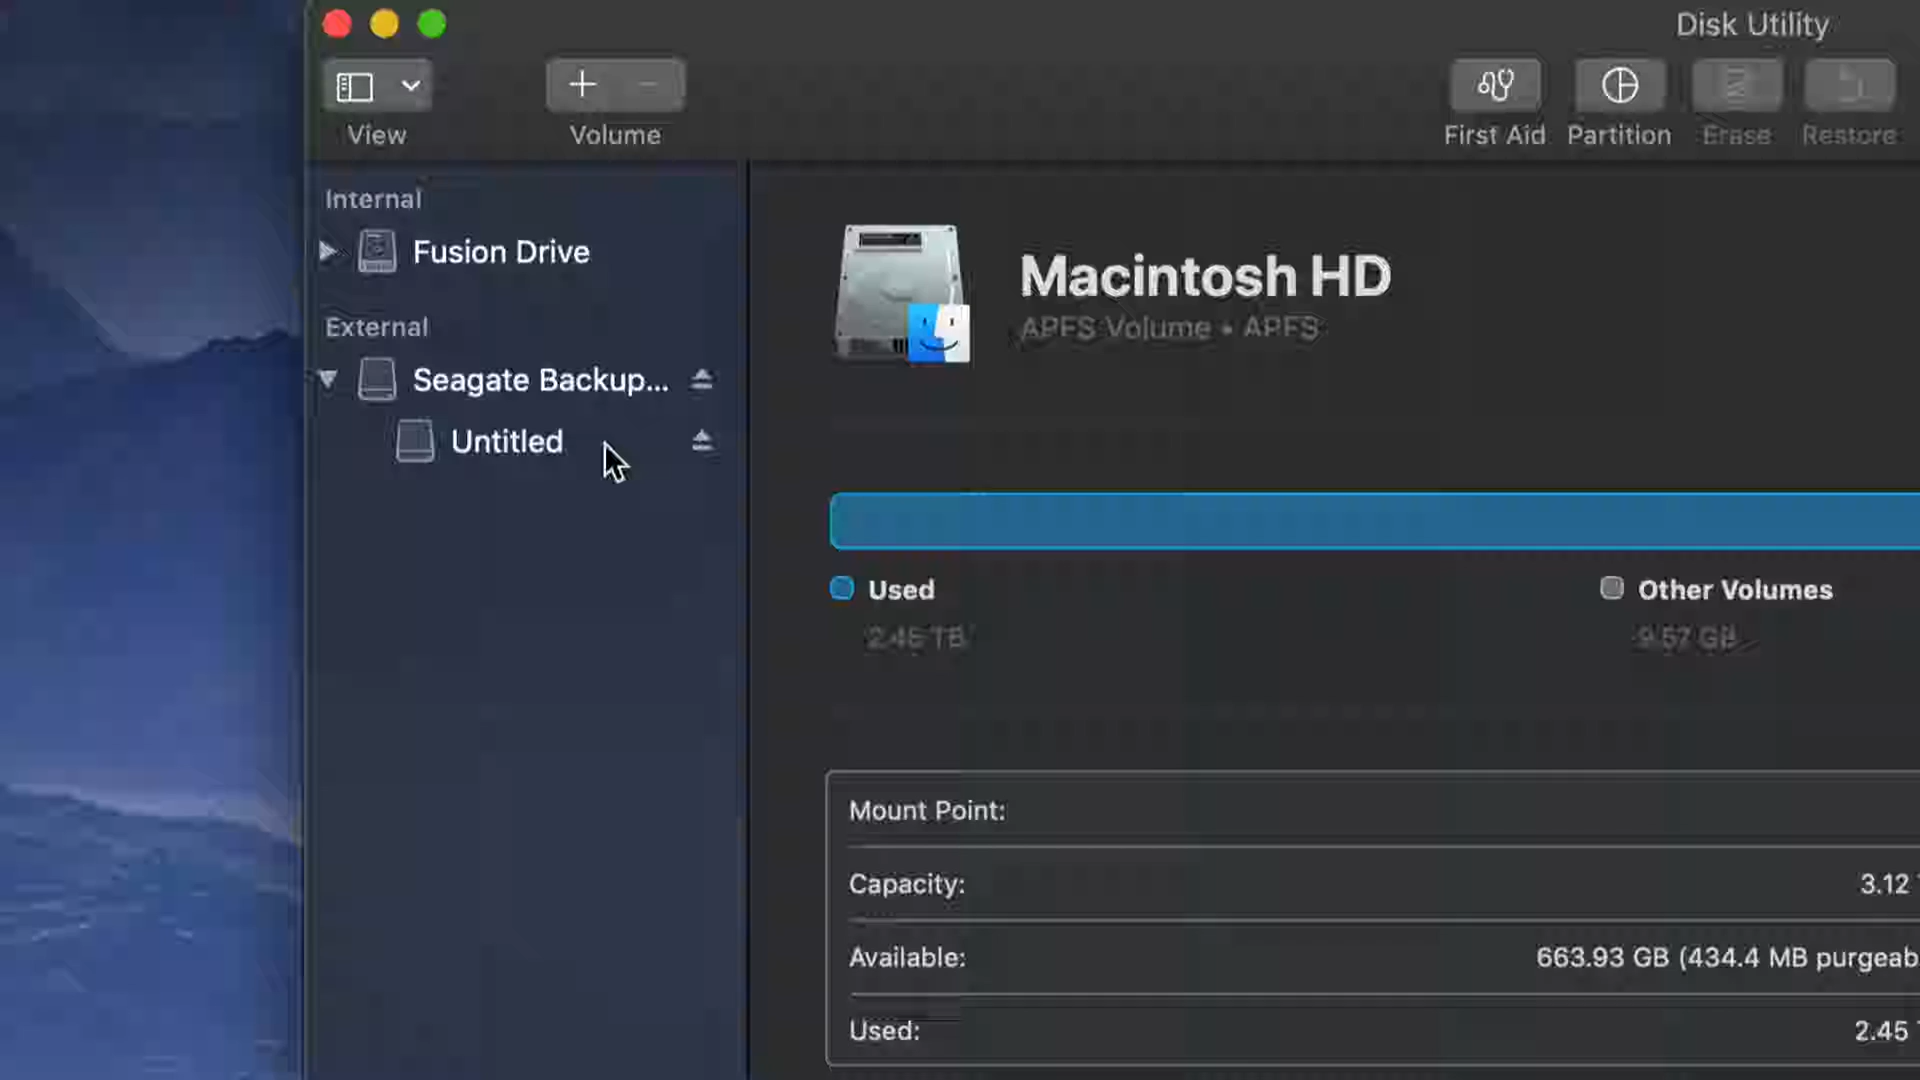 Disk Utility
View
Volume
First Aid
Partition
Erase
Restore
Internal
Fusion Drive
External
Seagate Backup...
Untitled
Macintosh HD
APFS Volume • APFS
Used
2.45 TB
Other Volumes
9.57 GB
Mount Point:
Capacity:
3.12
Available:
663.93 GB (434.4 MB purgeab
Used:
2.45